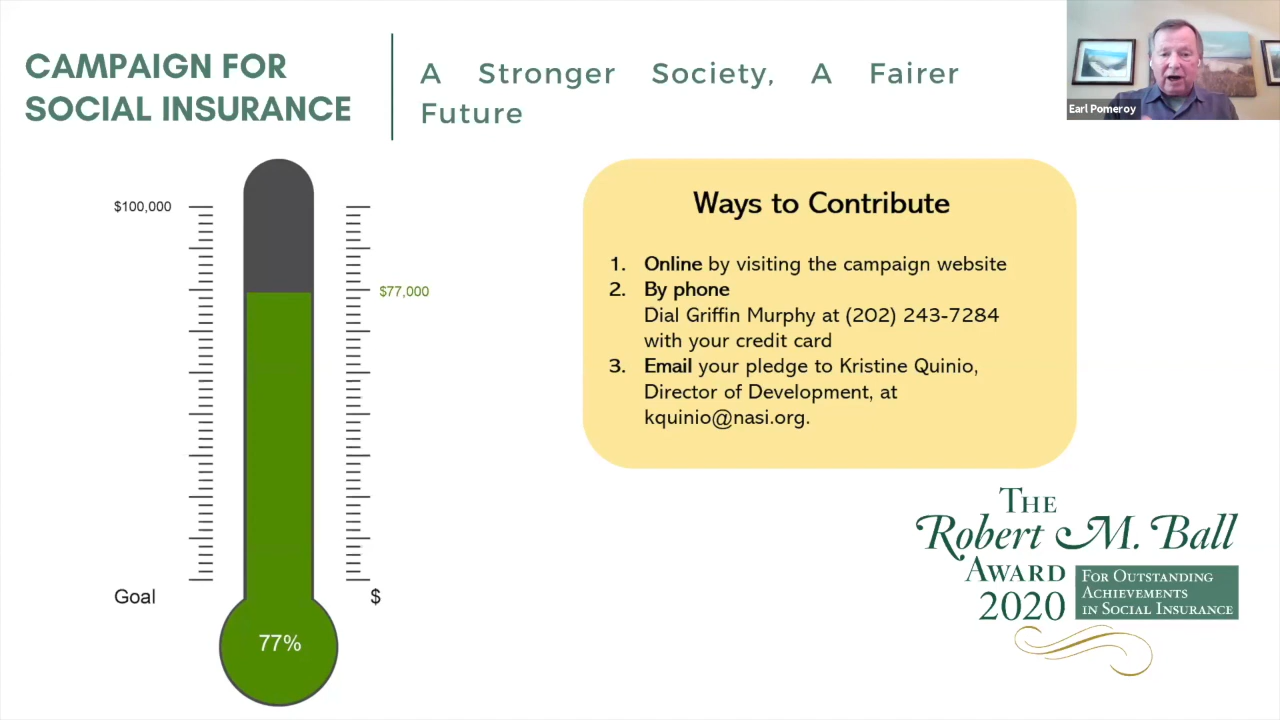 CAMPAIGN FOR
SOCIAL INSURANCE
A Stronger Society, A Fairer
Future
Earl Pomeroy
$100,000
$77,000
Goal
$
77%
Ways to Contribute
1. Online by visiting the campaign website
2. By phone
Dial Griffin Murphy at (202) 243-7284
with your credit card
3. Email your pledge to Kristine Quinio,
Director of Development, at
kquinio@nasi.org.
THE
Robert M. Ball
AWARD
2020
FOR OUTSTANDING
ACHIEVEMENTS
IN SOCIAL INSURANCE